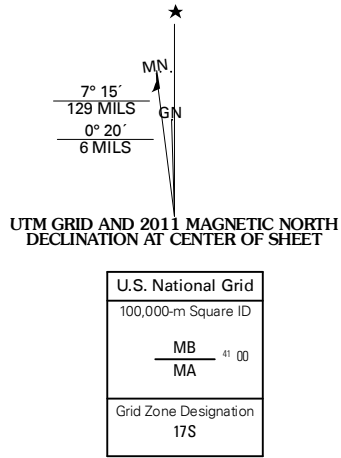 ★
MN
7° 15´
129 MILS
GN
0° 20´
6 MILS
UTM GRID AND 2011 MAGNETIC NORTH
DECLINATION AT CENTER OF SHEET
U.S. National Grid
100,000-m Square ID
MB
41 00
MA
Grid Zone Designation
17S